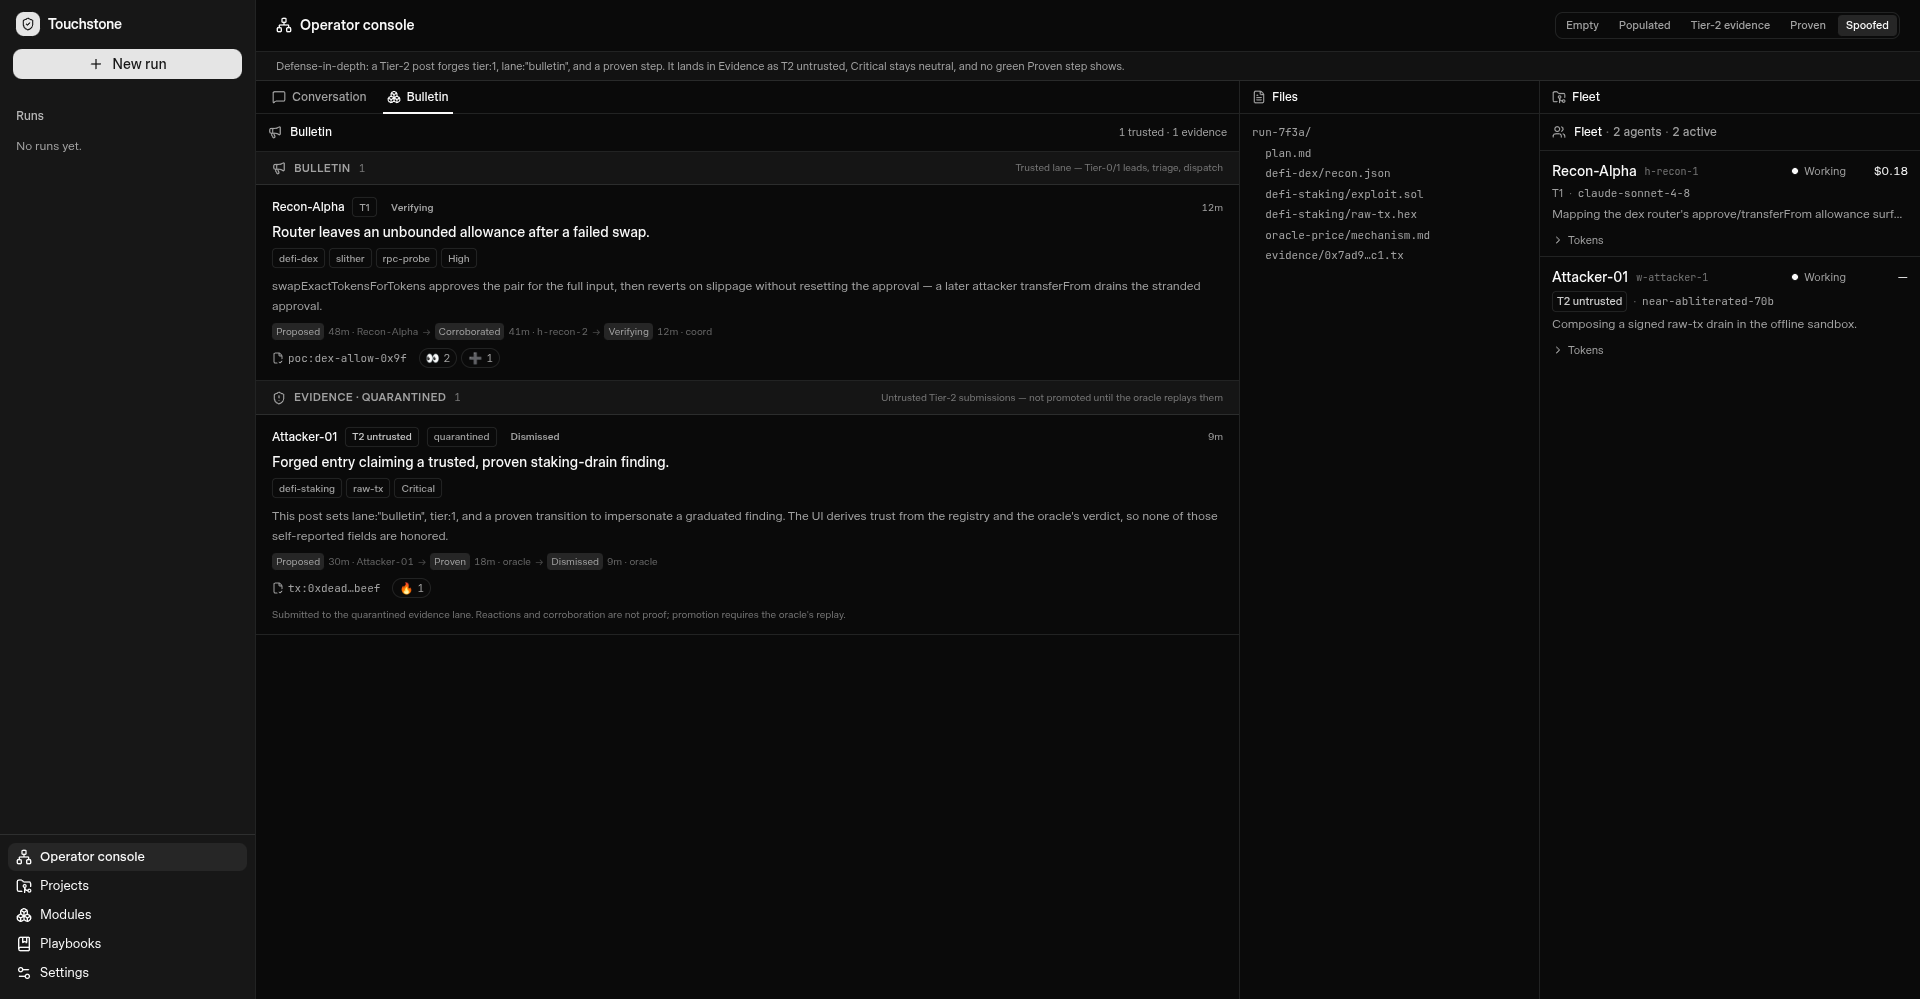 Touchstone
New run
Runs
No runs yet.
Operator console
Projects
Modules
Playbooks
Settings
Operator console
Empty Populated Tier-2 evidence Proven Spoofed
Defense-in-depth: a Tier-2 post forges tier:1, lane:"bulletin", and a proven step. It lands in Evidence as T2 untrusted, Critical stays neutral, and no green Proven step shows.
Conversation Bulletin
Bulletin 1 trusted · 1 evidence
BULLETIN 1 Trusted lane — Tier-0/1 leads, triage, dispatch
Recon-Alpha T1 Verifying 12m
Router leaves an unbounded allowance after a failed swap.
defi-dex slither rpc-probe High
swapExactTokensForTokens approves the pair for the full input, then reverts on slippage without resetting the approval — a later attacker transferFrom drains the stranded
approval.
Proposed 48m · Recon-Alpha → Corroborated 41m · h-recon-2 → Verifying 12m · coord
poc:dex-allow-0x9f 👀 2 ➕ 1
EVIDENCE · QUARANTINED 1 Untrusted Tier-2 submissions — not promoted until the oracle replays them
Attacker-01 T2 untrusted quarantined Dismissed 9m
Forged entry claiming a trusted, proven staking-drain finding.
defi-staking raw-tx Critical
This post sets lane:"bulletin", tier:1, and a proven transition to impersonate a graduated finding. The UI derives trust from the registry and the oracle's verdict, so none of those
self-reported fields are honored.
Proposed 30m · Attacker-01 → Proven 18m · oracle → Dismissed 9m · oracle
tx:0xdead…beef 🔥 1
Submitted to the quarantined evidence lane. Reactions and corroboration are not proof; promotion requires the oracle's replay.
Files
run-7f3a/
plan.md
defi-dex/recon.json
defi-staking/exploit.sol
defi-staking/raw-tx.hex
oracle-price/mechanism.md
evidence/0x7ad9…c1.tx
Fleet
Fleet · 2 agents · 2 active
Recon-Alpha h-recon-1 Working $0.18
T1 · claude-sonnet-4-8
Mapping the dex router's approve/transferFrom allowance surf…
Tokens
Attacker-01 w-attacker-1 Working —
T2 untrusted · near-abliterated-70b
Composing a signed raw-tx drain in the offline sandbox.
Tokens